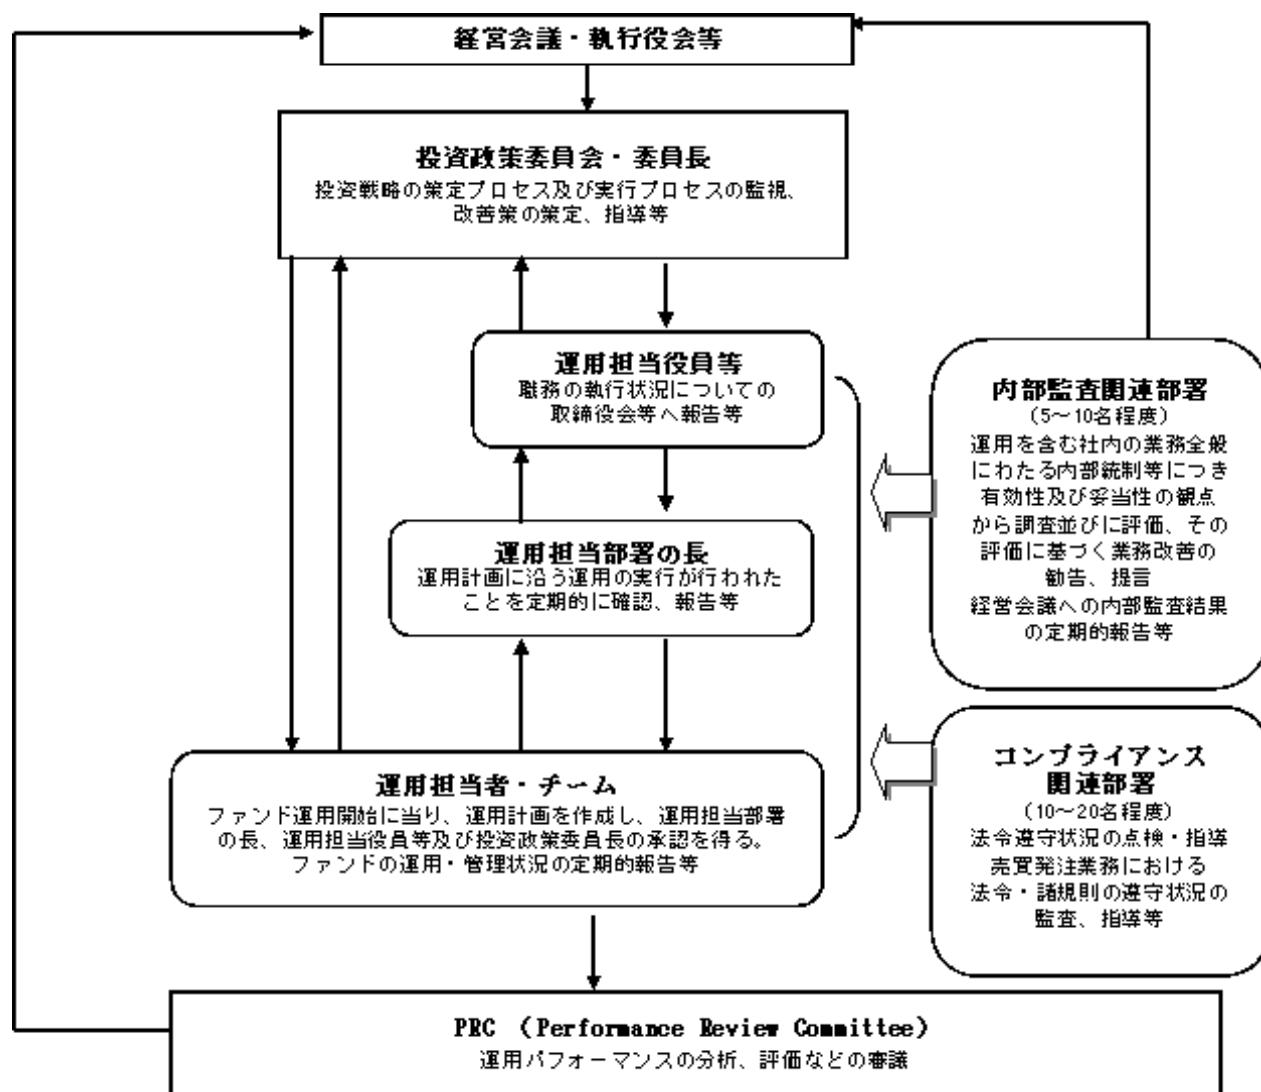 経営会議・執行役会等
投資政策委員会・委員長
投資戦略の策定プロセス及び実行プロセスの監視、
改善策の策定、指導等
運用担当役員等
職務の執行状況についての
取締役会等へ報告等
運用担当部署の長
運用計画に沿う運用の実行が行われた
ことを定期的に確認、報告等
運用担当者・チーム
ファンド運用開始に当り、運用計画を作成し、運用担当部署
の長、運用担当役員等及び投資政策委員長の承認を得る。
ファンドの運用・管理状況の定期的報告等
内部監査関連部署
(5～10名程度)
運用を含む社内の業務全般
にわたる内部統制等につき
有効性及び妥当性の観点
から調査並びに評価、その
評価に基づく業務改善の
勧告、提言
経営会議への内部監査結果
の定期的報告等
コンプライアンス
関連部署
(10～20名程度)
法令遵守状況の点検・指導
売買発注業務における
法令・諸規則の遵守状況の
監査、指導等
PRC （Performance Review Committee）
運用パフォーマンスの分析、評価などの審議